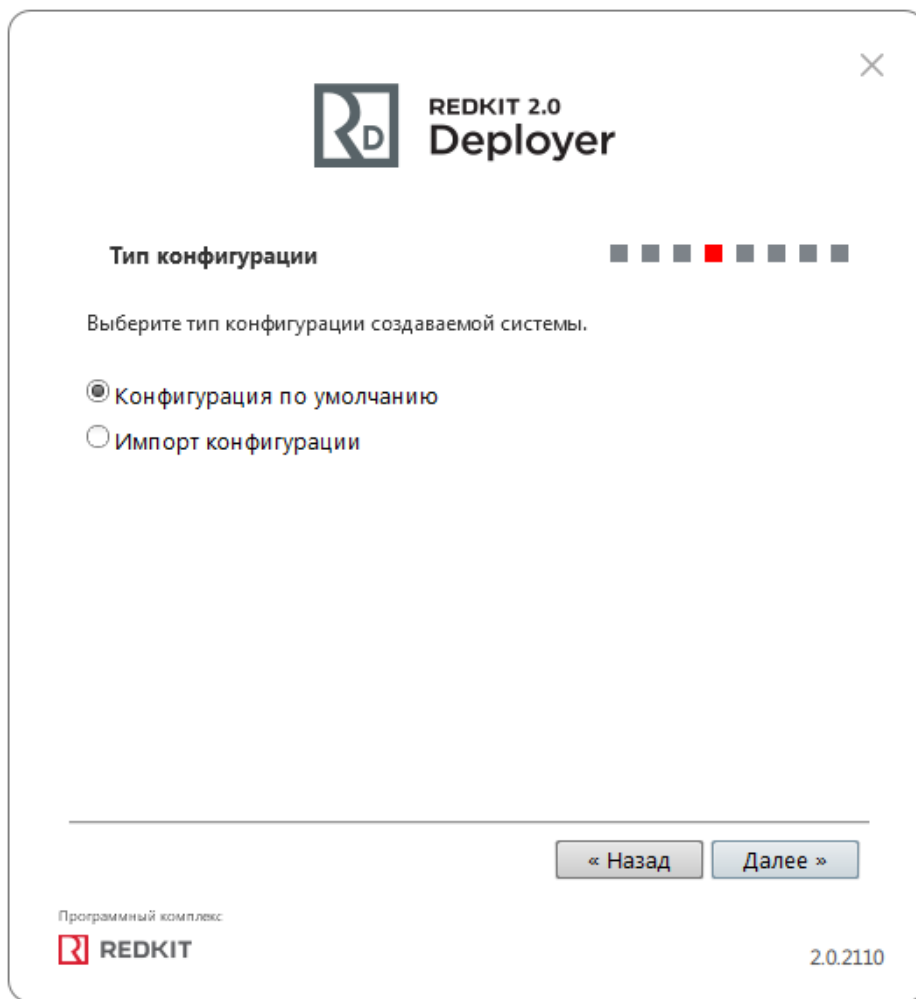 RD
REDKIT 2.0
Deployer
Тип конфигурации
Выберите тип конфигурации создаваемой системы.
Конфигурация по умолчанию
Импорт конфигурации
« Назад
Далее »
Программный комплекс
R REDKIT
2.0.2110